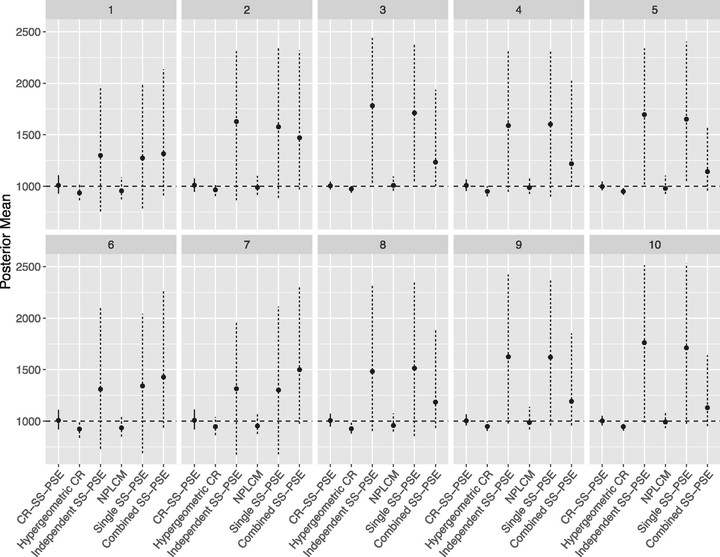 1 2 3 4 5
2500
2000
1500
1000
Posterior Mean
6 7 8 9 10
2500
2000
1500
1000
CR−SS−PSE Hypergeometric CR Independent SS−PSE NPLCM Single SS−PSE Combined SS−PSE
CR−SS−PSE Hypergeometric CR Independent SS−PSE NPLCM Single SS−PSE Combined SS−PSE
CR−SS−PSE Hypergeometric CR Independent SS−PSE NPLCM Single SS−PSE Combined SS−PSE
CR−SS−PSE Hypergeometric CR Independent SS−PSE NPLCM Single SS−PSE Combined SS−PSE
CR−SS−PSE Hypergeometric CR Independent SS−PSE NPLCM Single SS−PSE Combined SS−PSE